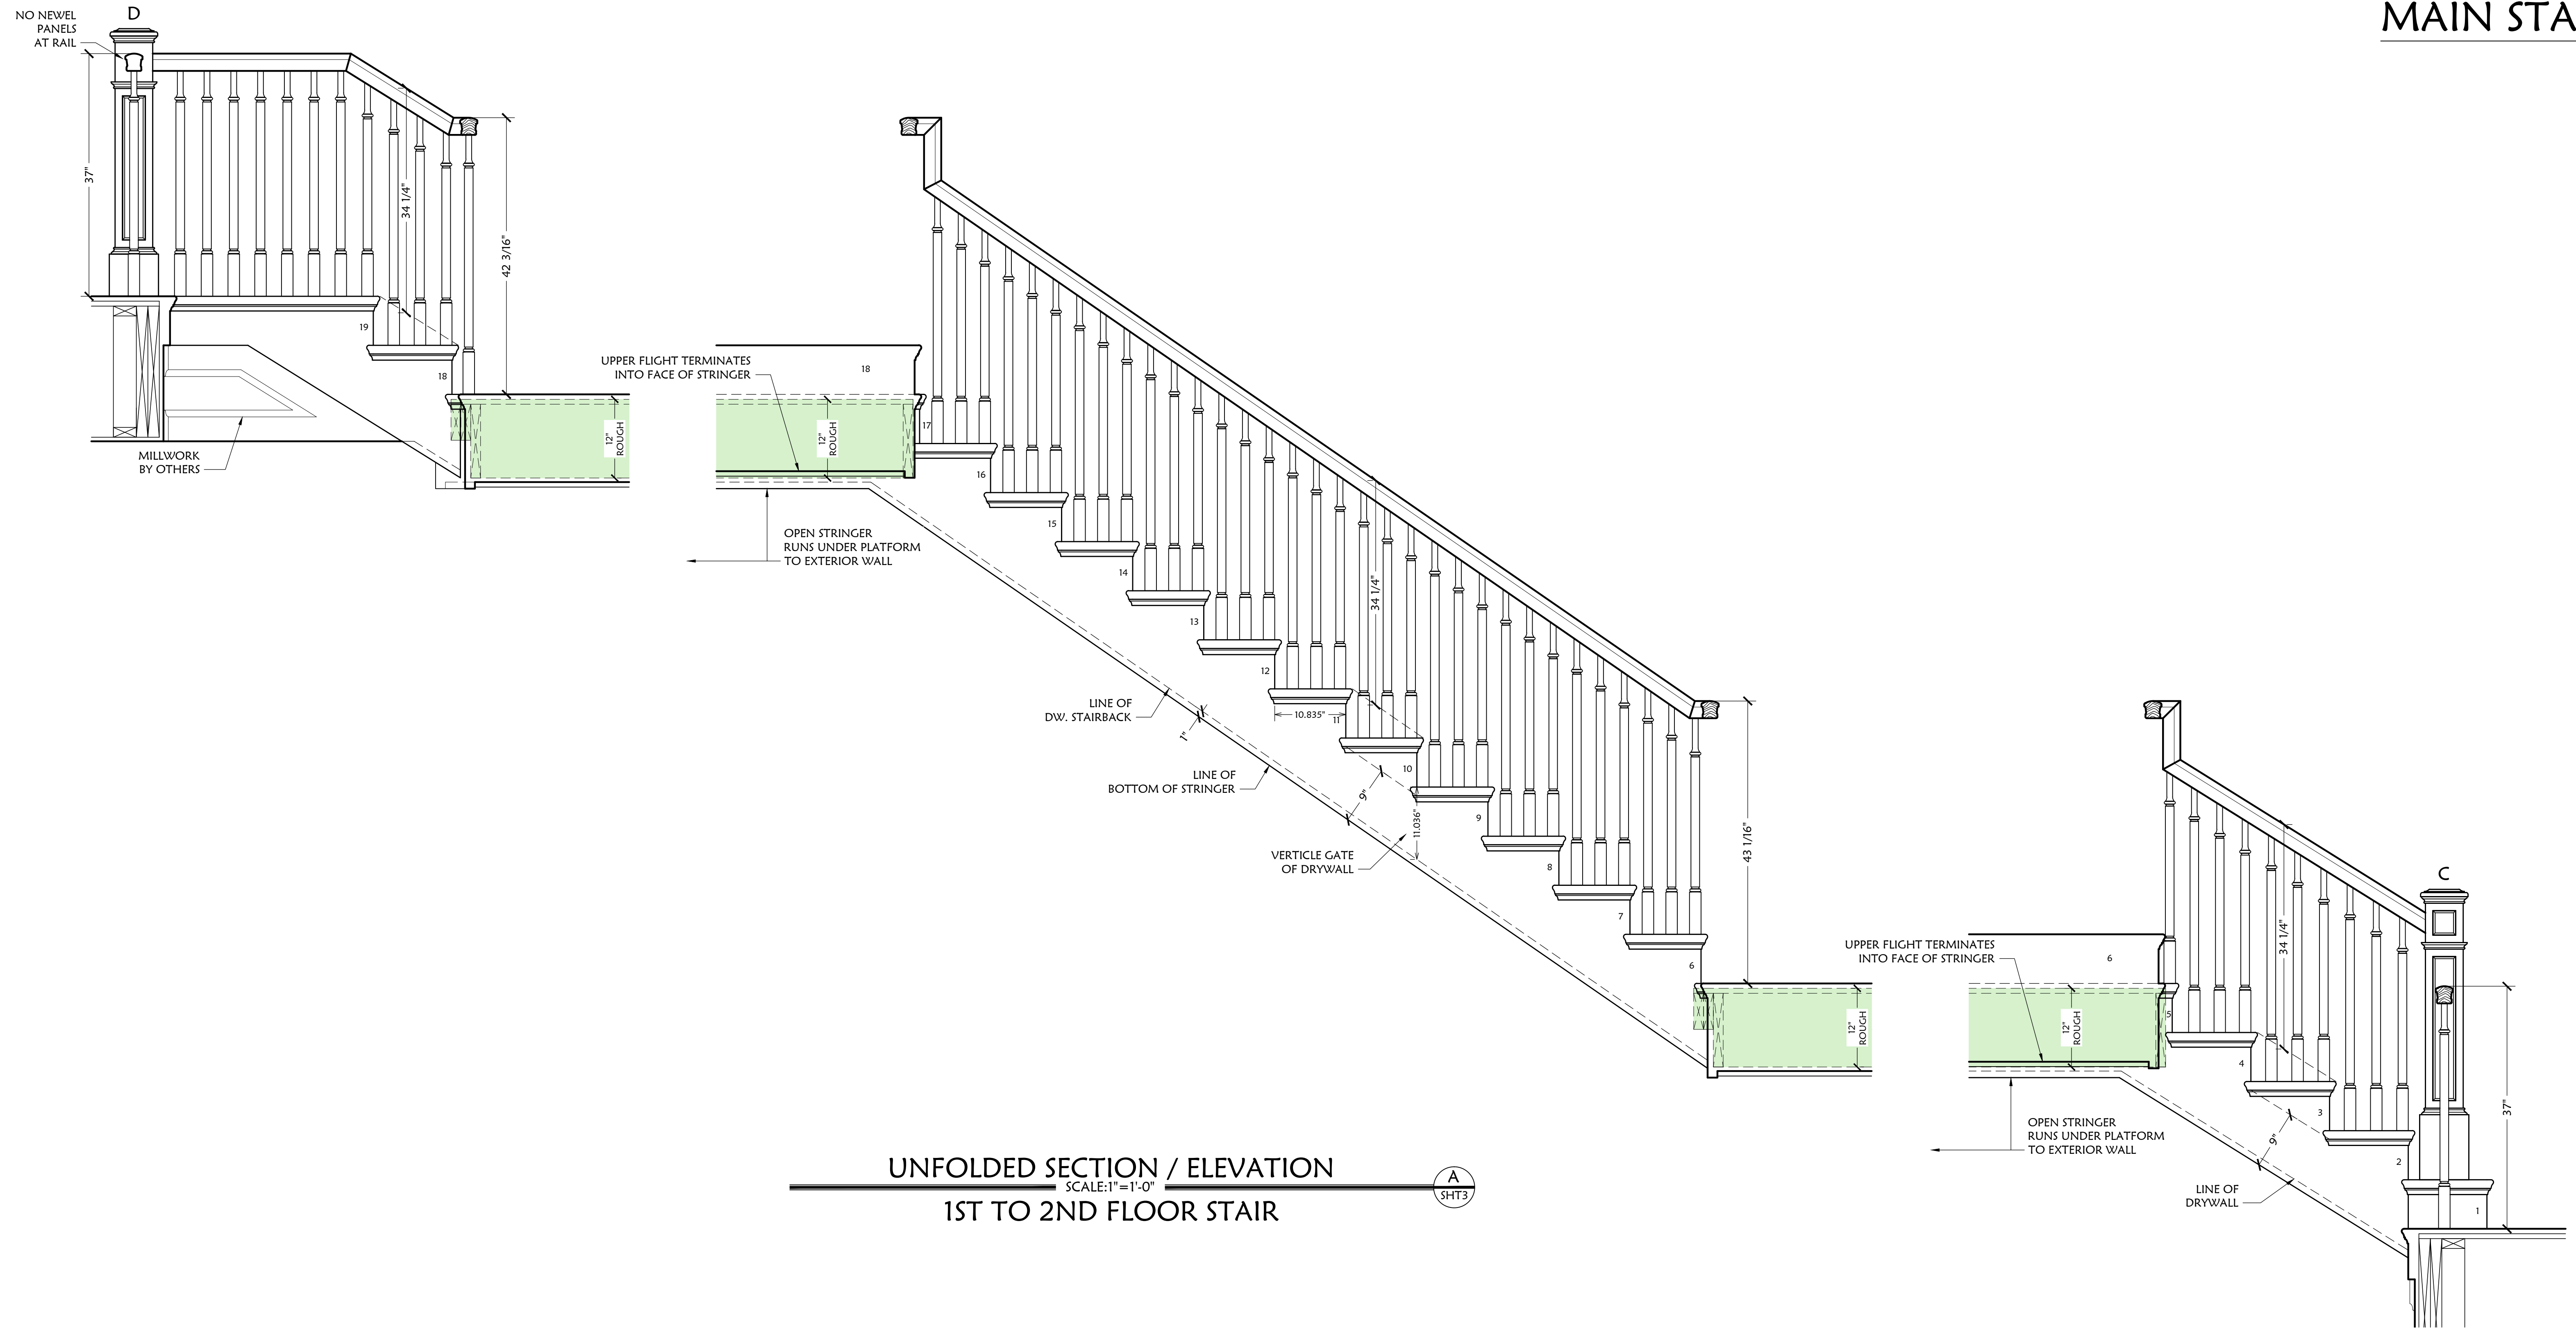 MAIN STA
NO NEWEL
PANELS
AT RAIL
D
37"
34 1/4"
42 3/16"
19
18
MILLWORK
BY OTHERS
12"
ROUGH
UPPER FLIGHT TERMINATES
INTO FACE OF STRINGER
18
12"
ROUGH
OPEN STRINGER
RUNS UNDER PLATFORM
TO EXTERIOR WALL
17
16
15
14
13
12
11
10
9
8
7
6
34 1/4"
10.835"
LINE OF
DW. STAIRBACK
1"
LINE OF
BOTTOM OF STRINGER
9"
11.036"
VERTICLE GATE
OF DRYWALL
43 1/16"
12"
ROUGH
UPPER FLIGHT TERMINATES
INTO FACE OF STRINGER
6
12"
ROUGH
OPEN STRINGER
RUNS UNDER PLATFORM
TO EXTERIOR WALL
5
4
3
2
1
34 1/4"
C
37"
9"
LINE OF
DRYWALL
UNFOLDED SECTION / ELEVATION
SCALE:1"=1'-0"
1ST TO 2ND FLOOR STAIR
A
SHT3